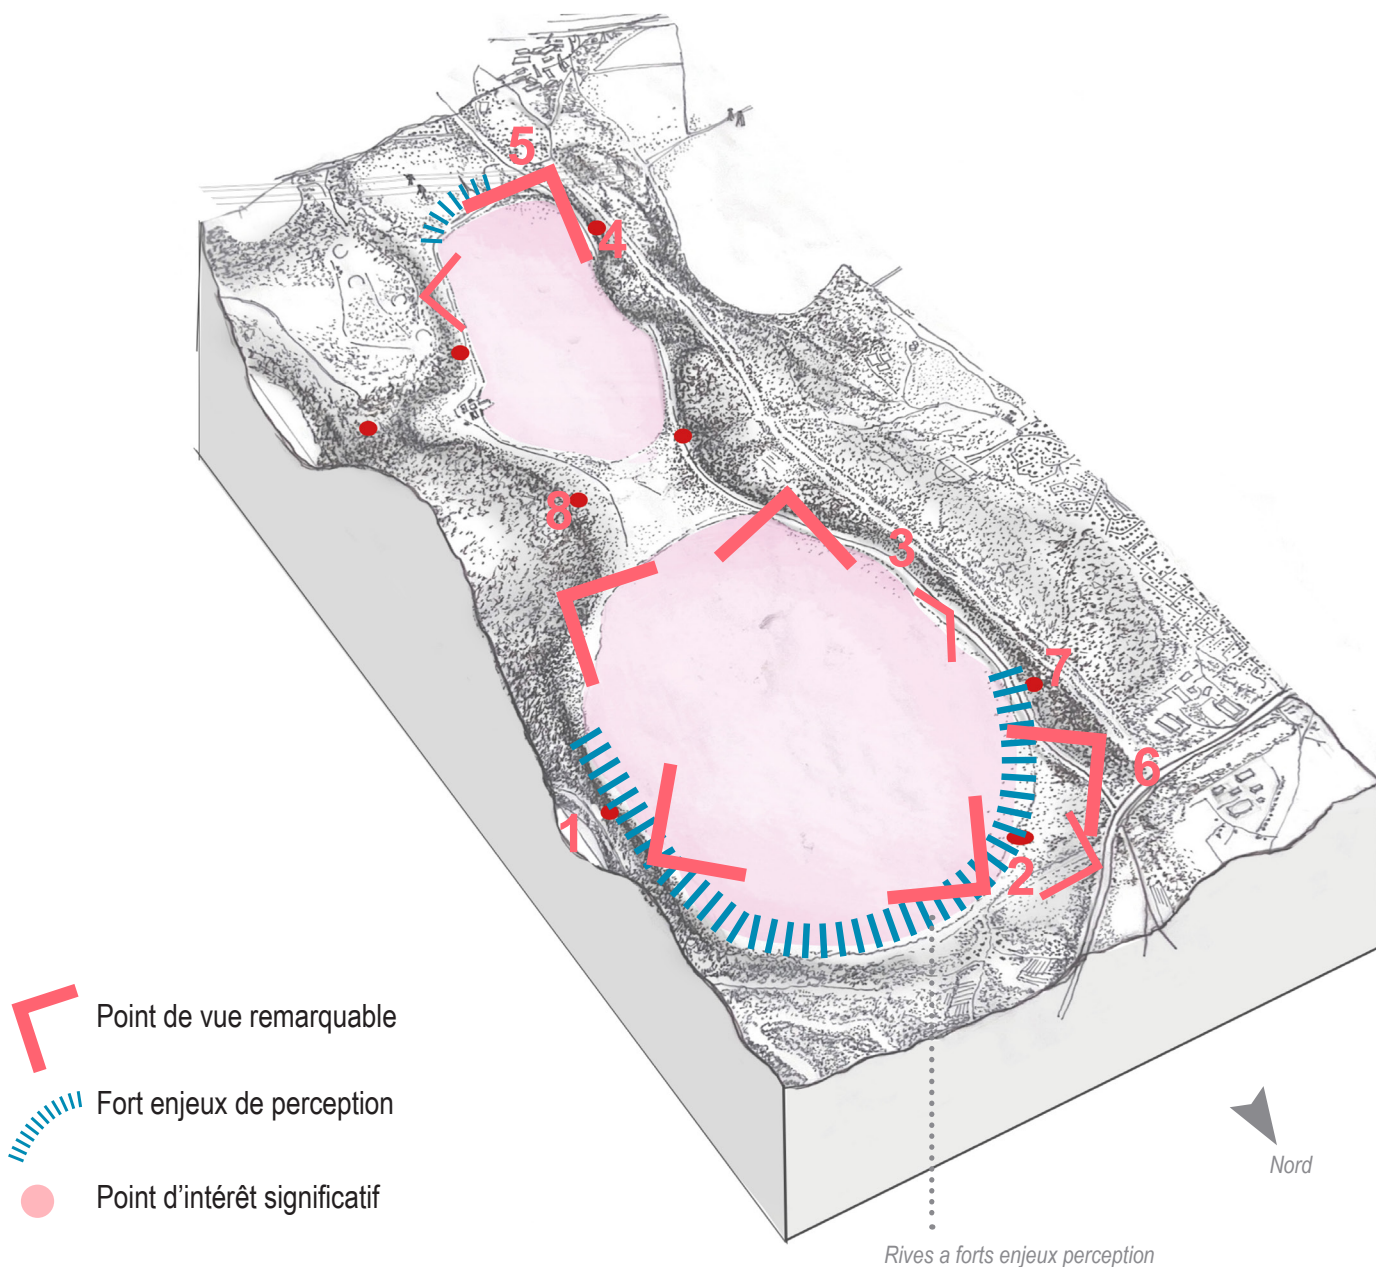 5
4
8
3
7
6
1
2
Point de vue remarquable
Fort enjeux de perception
Point d’intérêt significatif
Nord
Rives a forts enjeux perception